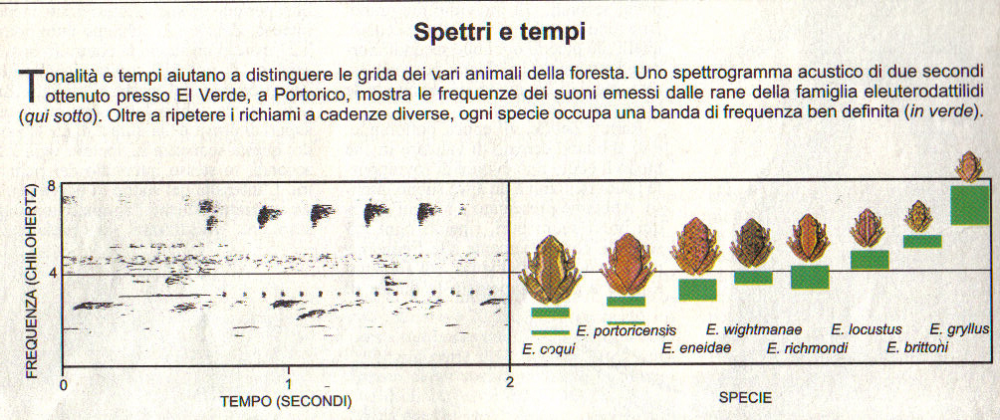 Spettri e tempi
Tonalità e tempi aiutano a distinguere le grida dei vari animali della foresta. Uno spettrogramma acustico di due secondi
ottenuto presso El Verde, a Portorico, mostra le frequenze dei suoni emessi dalle rane della famiglia eleuterodattilidi
(qui sotto). Oltre a ripetere i richiami a cadenze diverse, ogni specie occupa una banda di frequenza ben definita (in verde).
FREQUENZA (CHILOHERTZ)
8
4
E. portoricensis E. wightmanae E. locustus E. gryllus
E. coqui E. eneidae E. richmondi E. brittoni
0 1 2
TEMPO (SECONDI) SPECIE